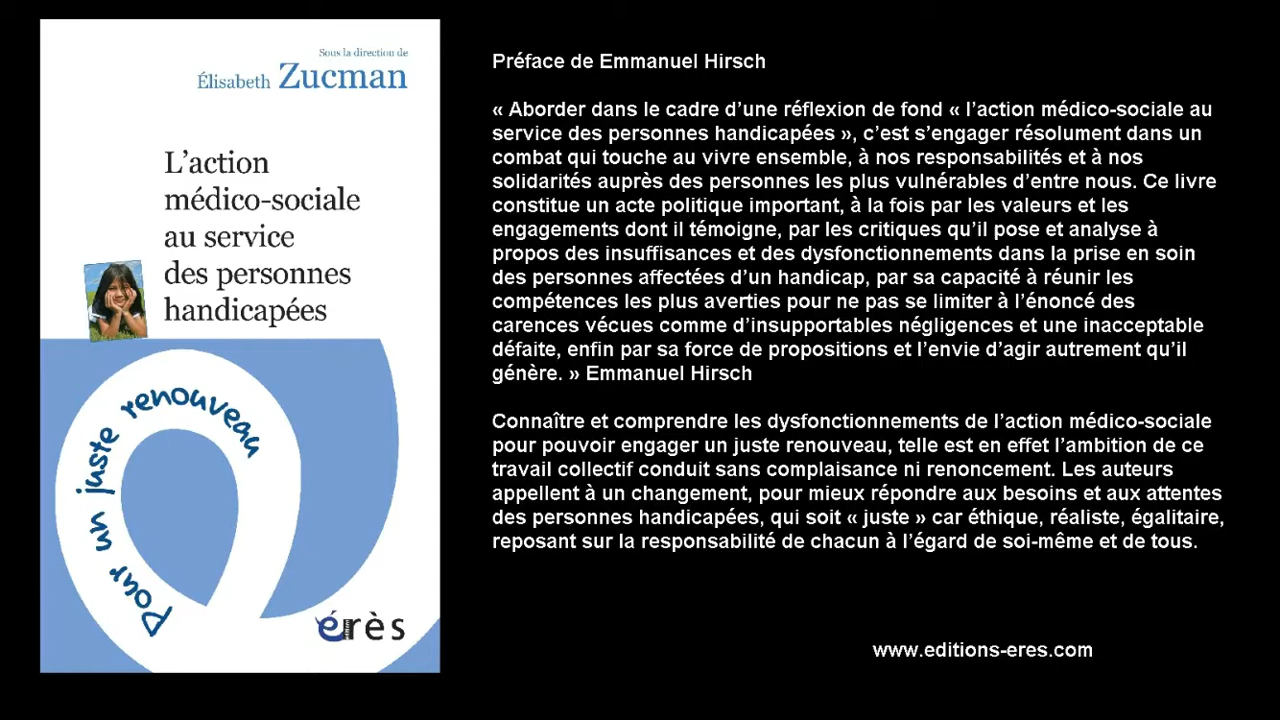 Sous la direction de
Élisabeth Zucman
L’action
médico-sociale
au service
des personnes
handicapées
Pour un juste renouveau
érès
Préface de Emmanuel Hirsch
« Aborder dans le cadre d’une réflexion de fond « l’action médico-sociale au
service des personnes handicapées », c’est s’engager résolument dans un
combat qui touche au vivre ensemble, à nos responsabilités et à nos
solidarités auprès des personnes les plus vulnérables d’entre nous. Ce livre
constitue un acte politique important, à la fois par les valeurs et les
engagements dont il témoigne, par les critiques qu’il pose et analyse à
propos des insuffisances et des dysfonctionnements dans la prise en soin
des personnes affectées d’un handicap, par sa capacité à réunir les
compétences les plus averties pour ne pas se limiter à l’énoncé des
carences vécues comme d’insupportables négligences et une inacceptable
défaite, enfin par sa force de propositions et l’envie d’agir autrement qu’il
génère. » Emmanuel Hirsch
Connaître et comprendre les dysfonctionnements de l’action médico-sociale
pour pouvoir engager un juste renouveau, telle est en effet l’ambition de ce
travail collectif conduit sans complaisance ni renoncement. Les auteurs
appellent à un changement, pour mieux répondre aux besoins et aux attentes
des personnes handicapées, qui soit « juste » car éthique, réaliste, égalitaire,
reposant sur la responsabilité de chacun à l’égard de soi-même et de tous.
www.editions-eres.com